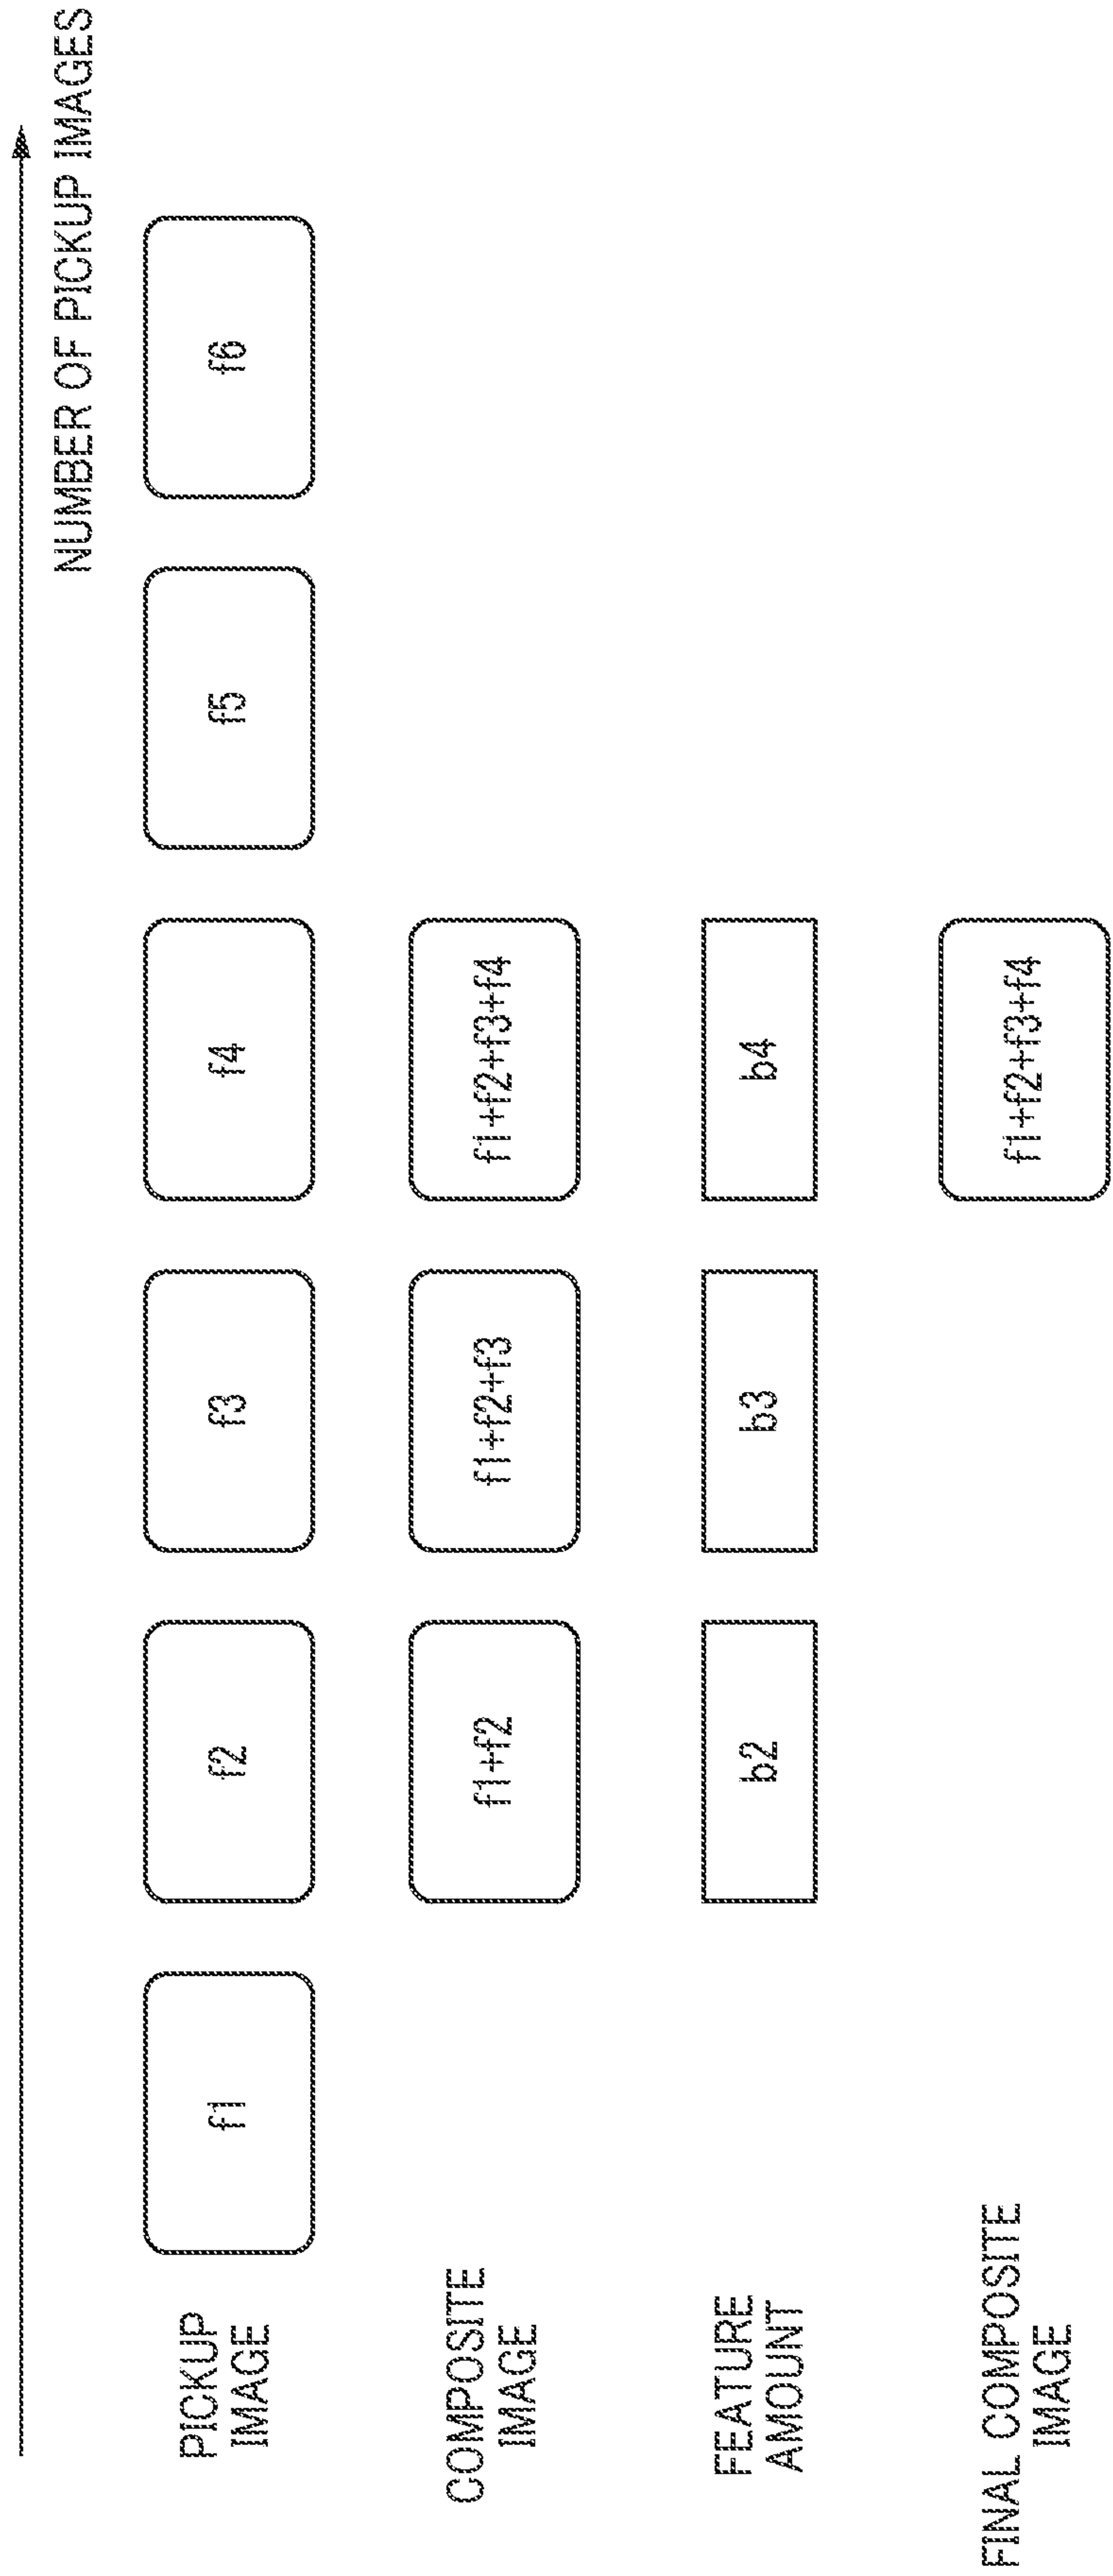 NUMBER OF PICKUP IMAGES
PICKUP
IMAGE
f1
f2
f3
f4
f5
f6
COMPOSITE
IMAGE
f1+f2
f1+f2+f3
f1+f2+f3+f4
FEATURE
AMOUNT
b2
b3
b4
FINAL COMPOSITE
IMAGE
f1+f2+f3+f4